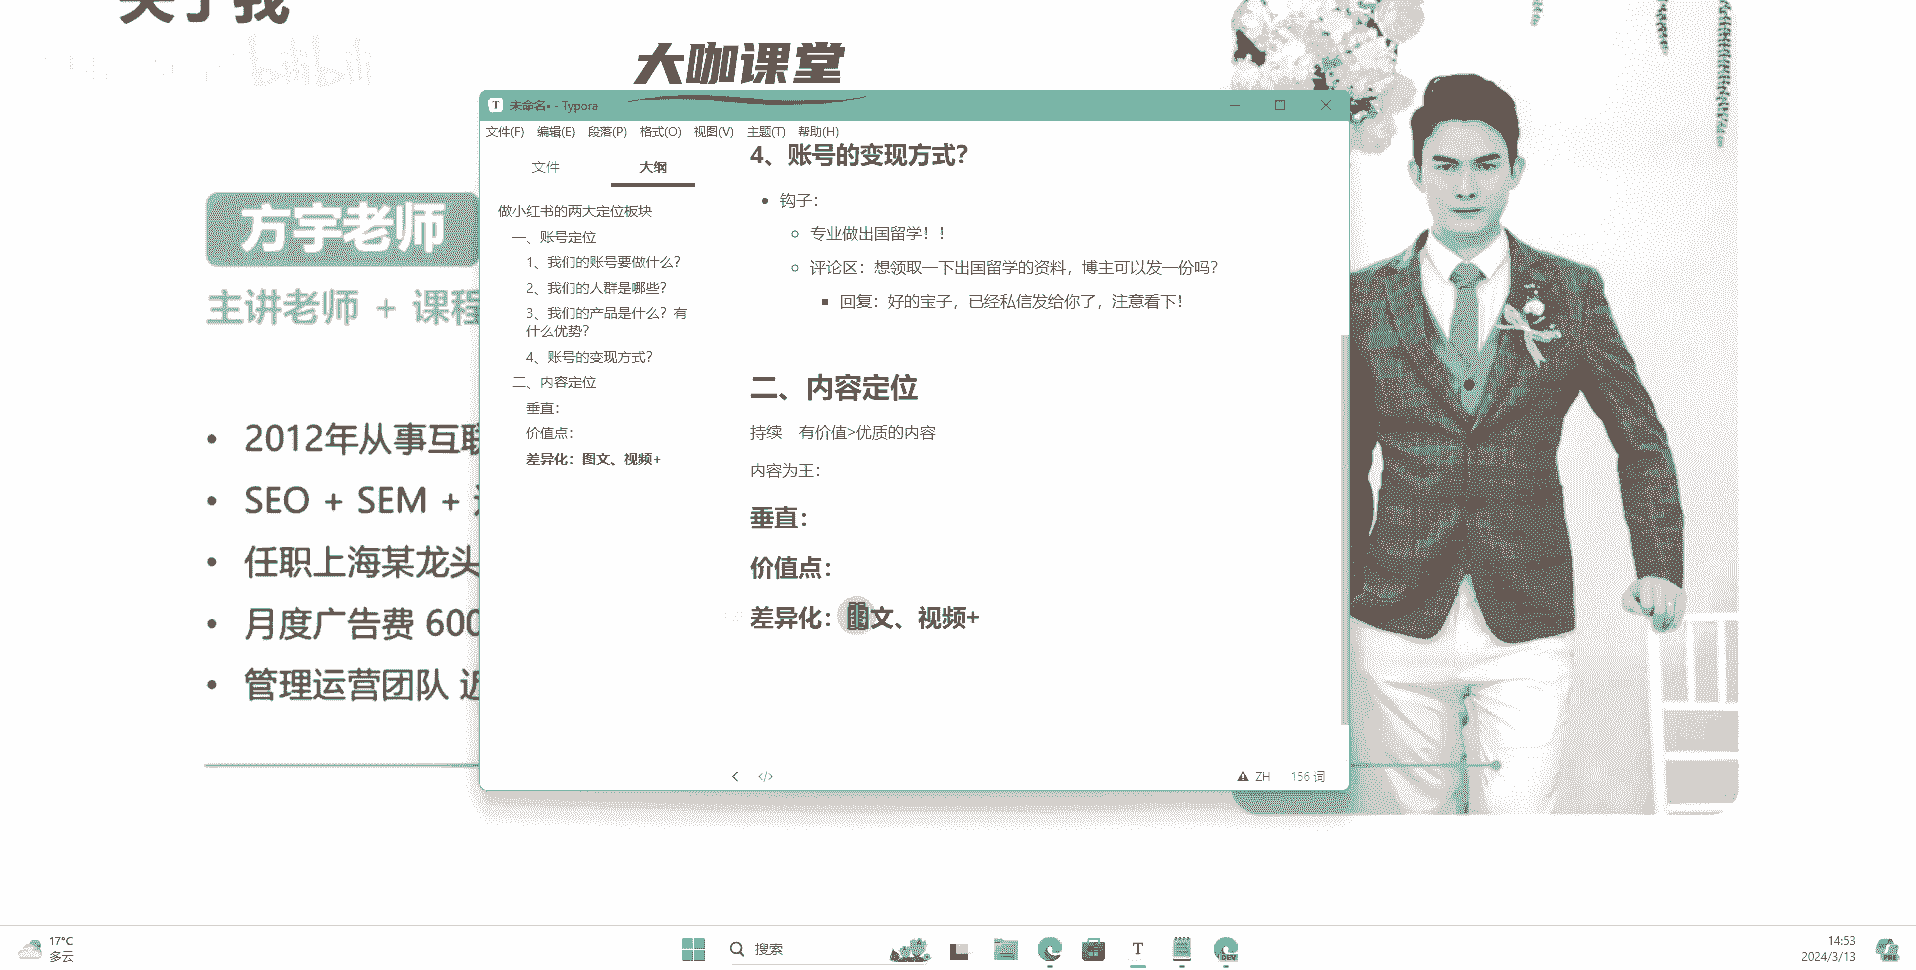 关于我
bilibili
大咖课堂
未命名• - Typora
文件(F) 编辑(E) 段落(P) 格式(O) 视图(V) 主题(T) 帮助(H)
文件 大纲
做小红书的两大定位板块
一、账号定位
1、我们的账号要做什么？
2、我们的人群是哪些？
3、我们的产品是什么？有
什么优势？
4、账号的变现方式？
二、内容定位
垂直：
价值点：
差异化：图文、视频+
4、账号的变现方式？
钩子：
专业做出国留学！！
评论区：想领取一下出国留学的资料，博主可以发一份吗？
回复：好的宝子，已经私信发给你了，注意看下！
二、内容定位
持续 有价值>优质的内容
内容为王：
垂直：
价值点：
差异化：图文、视频+
</> ZH 156 词
方宇老师
主讲老师 + 课程
2012年从事互联
SEO + SEM +
任职上海某龙头
月度广告费 600
管理运营团队 近
17°C
多云
搜索
T
DEV
14:53
2024/3/13
PRE